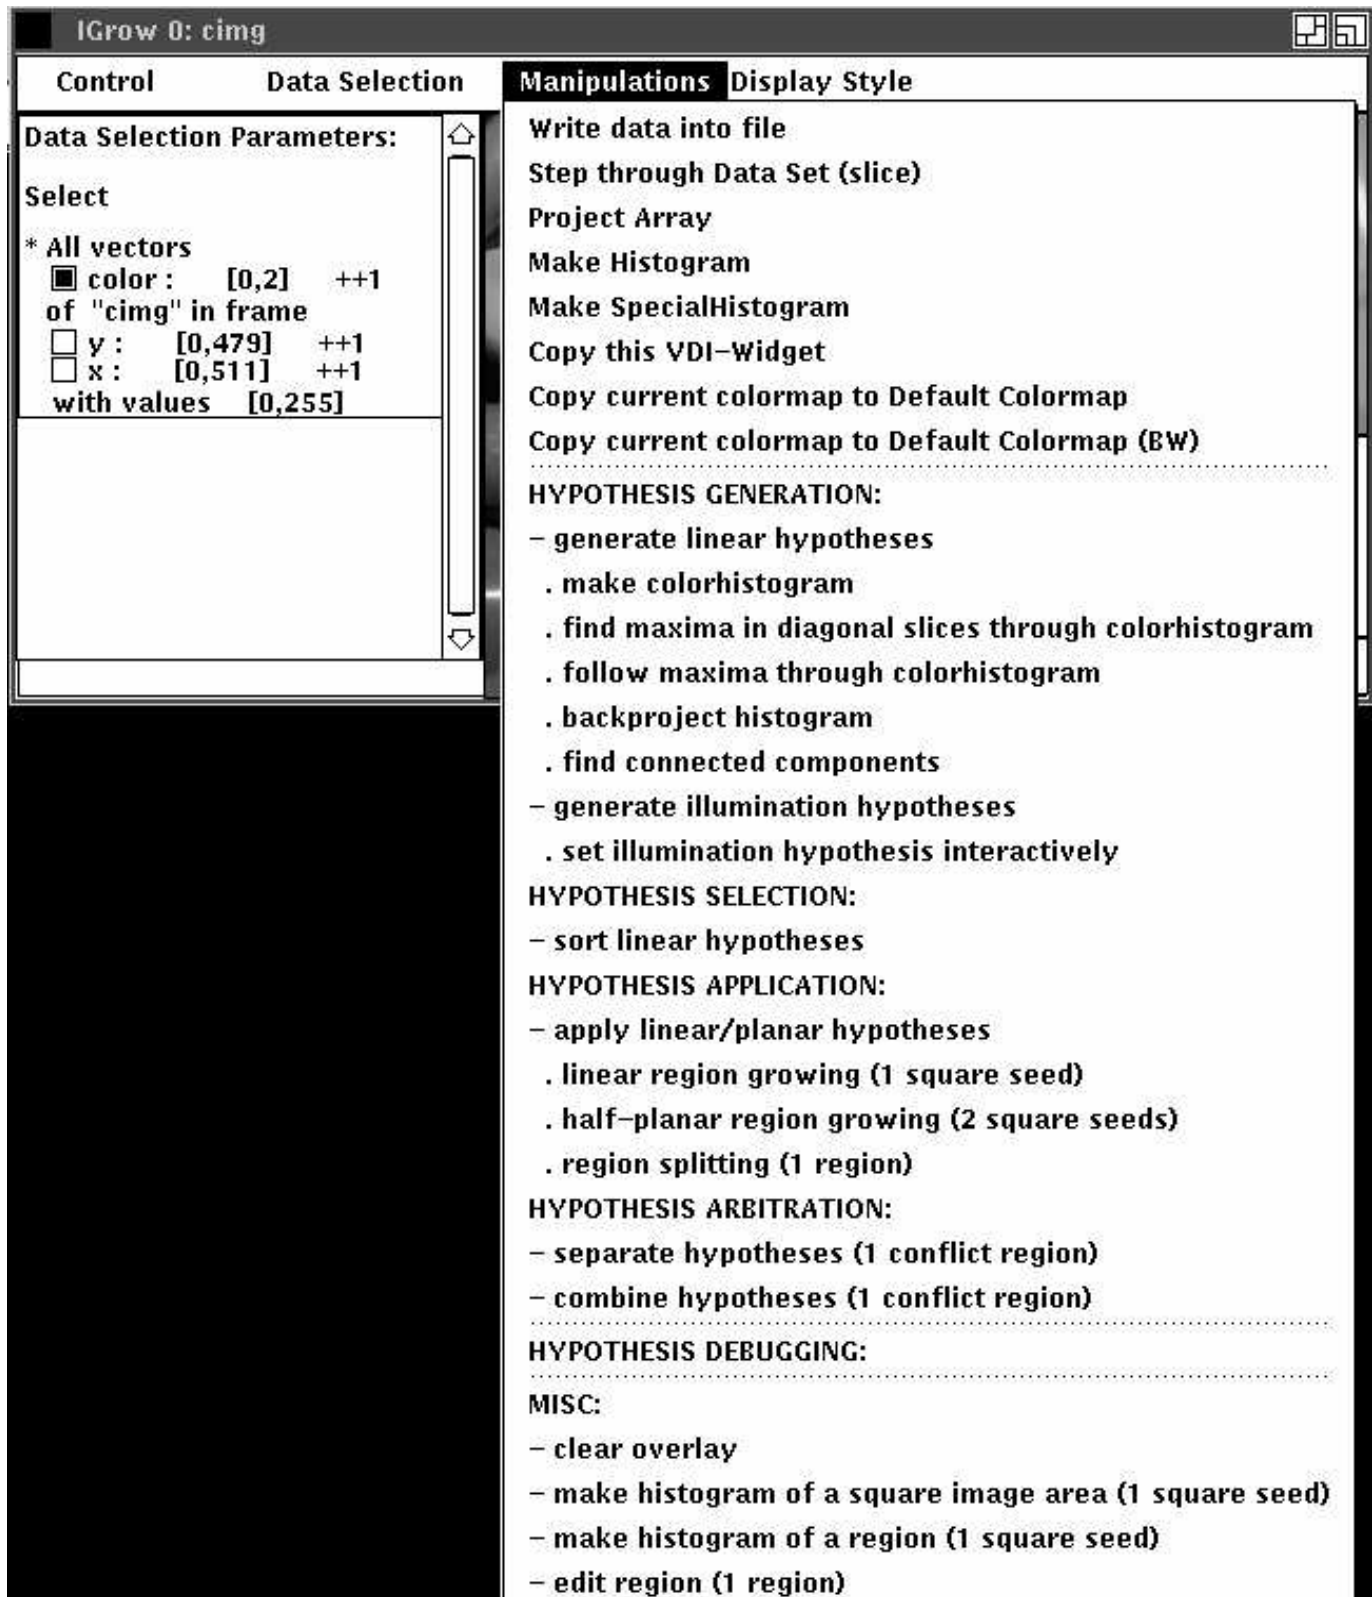 IGrow 0: cimg
Control Data Selection Manipulations Display Style
Data Selection Parameters:
Select
* All vectors
color : [0,2] ++1
of "cimg" in frame
y : [0,479] ++1
x : [0,511] ++1
with values [0,255]
Write data into file
Step through Data Set (slice)
Project Array
Make Histogram
Make SpecialHistogram
Copy this VDI-Widget
Copy current colormap to Default Colormap
Copy current colormap to Default Colormap (BW)
HYPOTHESIS GENERATION:
- generate linear hypotheses
. make colorhistogram
. find maxima in diagonal slices through colorhistogram
. follow maxima through colorhistogram
. backproject histogram
. find connected components
- generate illumination hypotheses
. set illumination hypothesis interactively
HYPOTHESIS SELECTION:
- sort linear hypotheses
HYPOTHESIS APPLICATION:
- apply linear/planar hypotheses
. linear region growing (1 square seed)
. half-planar region growing (2 square seeds)
. region splitting (1 region)
HYPOTHESIS ARBITRATION:
- separate hypotheses (1 conflict region)
- combine hypotheses (1 conflict region)
HYPOTHESIS DEBUGGING:
MISC:
- clear overlay
- make histogram of a square image area (1 square seed)
- make histogram of a region (1 square seed)
- edit region (1 region)